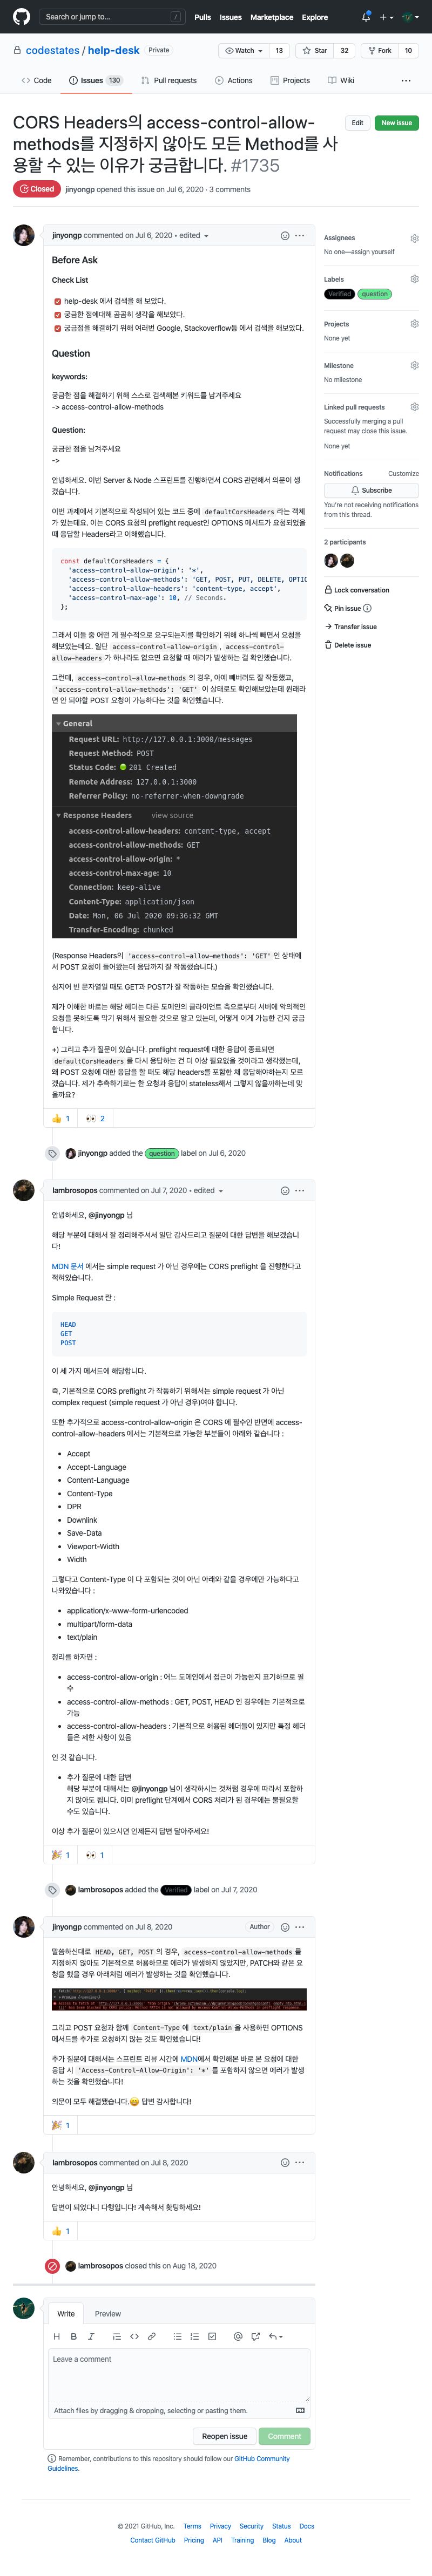 Search or jump to...
/
Pulls Issues Marketplace Explore
codestates / help-desk Private
Watch 13 Star 32 Fork 10
Code Issues 130 Pull requests Actions Projects Wiki
CORS Headers의 access-control-allow-
methods를 지정하지 않아도 모든 Method를 사
용할 수 있는 이유가 궁금합니다. #1735
Edit New issue
Closed jinyongp opened this issue on Jul 6, 2020 · 3 comments
jinyongp commented on Jul 6, 2020 • edited
Before Ask
Check List
help-desk 에서 검색을 해 보았다.
궁금한 점에대해 곰곰히 생각을 해보았다.
궁금점을 해결하기 위해 여러번 Google, Stackoverflow등 에서 검색을 해보았다.
Question
keywords:
궁금한 점을 해결하기 위해 스스로 검색해본 키워드를 남겨주세요
-> access-control-allow-methods
Question:
궁금한 점을 남겨주세요
->
안녕하세요. 이번 Server & Node 스프린트를 진행하면서 CORS 관련해서 의문이 생
겼습니다.
이번 과제에서 기본적으로 작성되어 있는 코드 중에 defaultCorsHeaders 라는 객체
가 있는데요. 이는 CORS 요청의 preflight request인 OPTIONS 메서드가 요청되었을
때 응답할 Headers라고 이해했습니다.
const defaultCorsHeaders = {
'access-control-allow-origin': '*',
'access-control-allow-methods': 'GET, POST, PUT, DELETE, OPTIO
'access-control-allow-headers': 'content-type, accept',
'access-control-max-age': 10, // Seconds.
};
그래서 이들 중 어떤 게 필수적으로 요구되는지를 확인하기 위해 하나씩 빼면서 요청을
해보았는데요. 일단 access-control-allow-origin , access-control-
allow-headers 가 하나라도 없으면 요청할 때 에러가 발생하는 걸 확인했습니다.
그런데, access-control-allow-methods 의 경우, 아예 빼버려도 잘 작동했고,
'access-control-allow-methods': 'GET' 이 상태로도 확인해보았는데 원래라
면 안 되야할 POST 요청이 가능하다는 것을 확인했습니다.
General
Request URL: http://127.0.0.1:3000/messages
Request Method: POST
Status Code: 201 Created
Remote Address: 127.0.0.1:3000
Referrer Policy: no-referrer-when-downgrade
Response Headers view source
access-control-allow-headers: content-type, accept
access-control-allow-methods: GET
access-control-allow-origin: *
access-control-max-age: 10
Connection: keep-alive
Content-Type: application/json
Date: Mon, 06 Jul 2020 09:36:32 GMT
Transfer-Encoding: chunked
(Response Headers의 'access-control-allow-methods': 'GET' 인 상태에
서 POST 요청이 들어왔는데 응답까지 잘 작동했습니다.)
심지어 빈 문자열일 때도 GET과 POST가 잘 작동하는 모습을 확인했습니다.
제가 이해한 바로는 해당 헤더는 다른 도메인의 클라이언트 측으로부터 서버에 악의적인
요청을 못하도록 막기 위해서 필요한 것으로 알고 있는데, 어떻게 이게 가능한 건지 궁금
합니다.
+) 그리고 추가 질문이 있습니다. preflight request에 대한 응답이 종료되면
defaultCorsHeaders 를 다시 응답하는 건 더 이상 필요없을 것이라고 생각했는데,
왜 POST 요청에 대한 응답을 할 때도 해당 headers를 포함한 채 응답해야하는지 모르
겠습니다. 제가 추측하기로는 한 요청과 응답이 stateless해서 그렇지 않을까하는데 맞
을까요?
👍 1 👀 2
jinyongp added the question label on Jul 6, 2020
lambrosopos commented on Jul 7, 2020 • edited
안녕하세요, @jinyongp 님
해당 부분에 대해서 잘 정리해주셔서 일단 감사드리고 질문에 대한 답변을 해보겠습니
다!
MDN 문서 에서는 simple request 가 아닌 경우에는 CORS preflight 을 진행한다고
적혀있습니다.
Simple Request 란 :
HEAD
GET
POST
이 세 가지 메서드에 해당합니다.
즉, 기본적으로 CORS preflight 가 작동하기 위해서는 simple request 가 아닌
complex request (simple request 가 아닌 경우)여야 합니다.
또한 추가적으로 access-control-allow-origin 은 CORS 에 필수인 반면에 access-
control-allow-headers 에서는 기본적으로 가능한 부분들이 아래와 같습니다 :
Accept
Accept-Language
Content-Language
Content-Type
DPR
Downlink
Save-Data
Viewport-Width
Width
그렇다고 Content-Type 이 다 포함되는 것이 아닌 아래와 같을 경우에만 가능하다고
나와있습니다 :
application/x-www-form-urlencoded
multipart/form-data
text/plain
정리를 하자면 :
access-control-allow-origin : 어느 도메인에서 접근이 가능한지 표기하므로 필
수
access-control-allow-methods : GET, POST, HEAD 인 경우에는 기본적으로
가능
access-control-allow-headers : 기본적으로 허용된 헤더들이 있지만 특정 헤더
들은 제한 사항이 있음
인 것 같습니다.
추가 질문에 대한 답변
해당 부분에 대해서는 @jinyongp 님이 생각하시는 것처럼 경우에 따라서 포함하
지 않아도 됩니다. 이미 preflight 단계에서 CORS 처리가 된 경우에는 불필요할
수도 있습니다.
이상 추가 질문이 있으시면 언제든지 답변 달아주세요!
🎉 1 👀 1
lambrosopos added the Verified label on Jul 7, 2020
jinyongp commented on Jul 8, 2020 Author
말씀하신대로 HEAD, GET, POST 의 경우, access-control-allow-methods 를
지정하지 않아도 기본적으로 허용하므로 에러가 발생하지 않았지만, PATCH와 같은 요
청을 했을 경우 아래처럼 에러가 발생하는 것을 확인했습니다.
그리고 POST 요청과 함께 Content-Type 에 text/plain 을 사용하면 OPTIONS
메서드를 추가로 요청하지 않는 것도 확인했습니다!
추가 질문에 대해서는 스프린트 리뷰 시간에 MDN에서 확인해본 바로 본 요청에 대한
응답 시 'Access-Control-Allow-Origin': '*' 를 포함하지 않으면 에러가 발생
하는 것을 확인했습니다!
의문이 모두 해결됐습니다.😄 답변 감사합니다!
🎉 1
lambrosopos commented on Jul 8, 2020
안녕하세요, @jinyongp 님
답변이 되었다니 다행입니다! 계속해서 홧팅하세요!
👍 1
lambrosopos closed this on Aug 18, 2020
Write Preview
Leave a comment
Attach files by dragging & dropping, selecting or pasting them.
Reopen issue Comment
Remember, contributions to this repository should follow our GitHub Community
Guidelines.
Assignees
No one—assign yourself
Labels
Verified question
Projects
None yet
Milestone
No milestone
Linked pull requests
Successfully merging a pull
request may close this issue.
None yet
Notifications Customize
Subscribe
You're not receiving notifications
from this thread.
2 participants
Lock conversation
Pin issue
Transfer issue
Delete issue
© 2021 GitHub, Inc. Terms Privacy Security Status Docs
Contact GitHub Pricing API Training Blog About